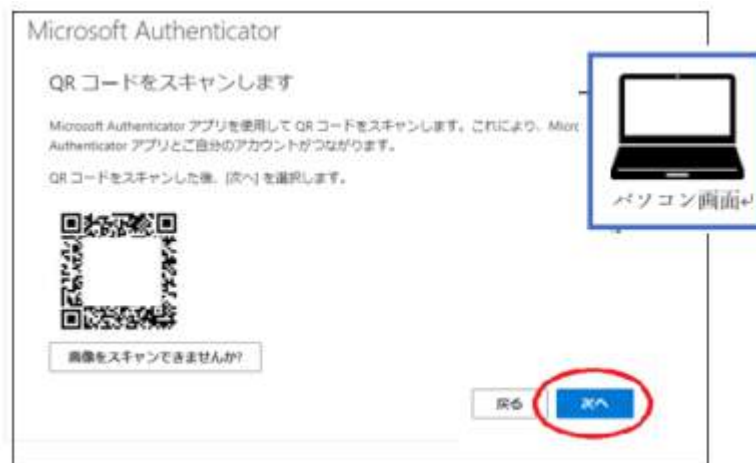 Microsoft Authenticator
QR コードをスキャンします
Microsoft Authenticator アプリを使用して QR コードをスキャンします。これにより、Micro
Authenticator アプリとご自分のアカウントがつながります。
QR コードをスキャンした後、[次へ] を選択します。
パソコン画面↵
画像をスキャンできませんか?
戻る
次へ